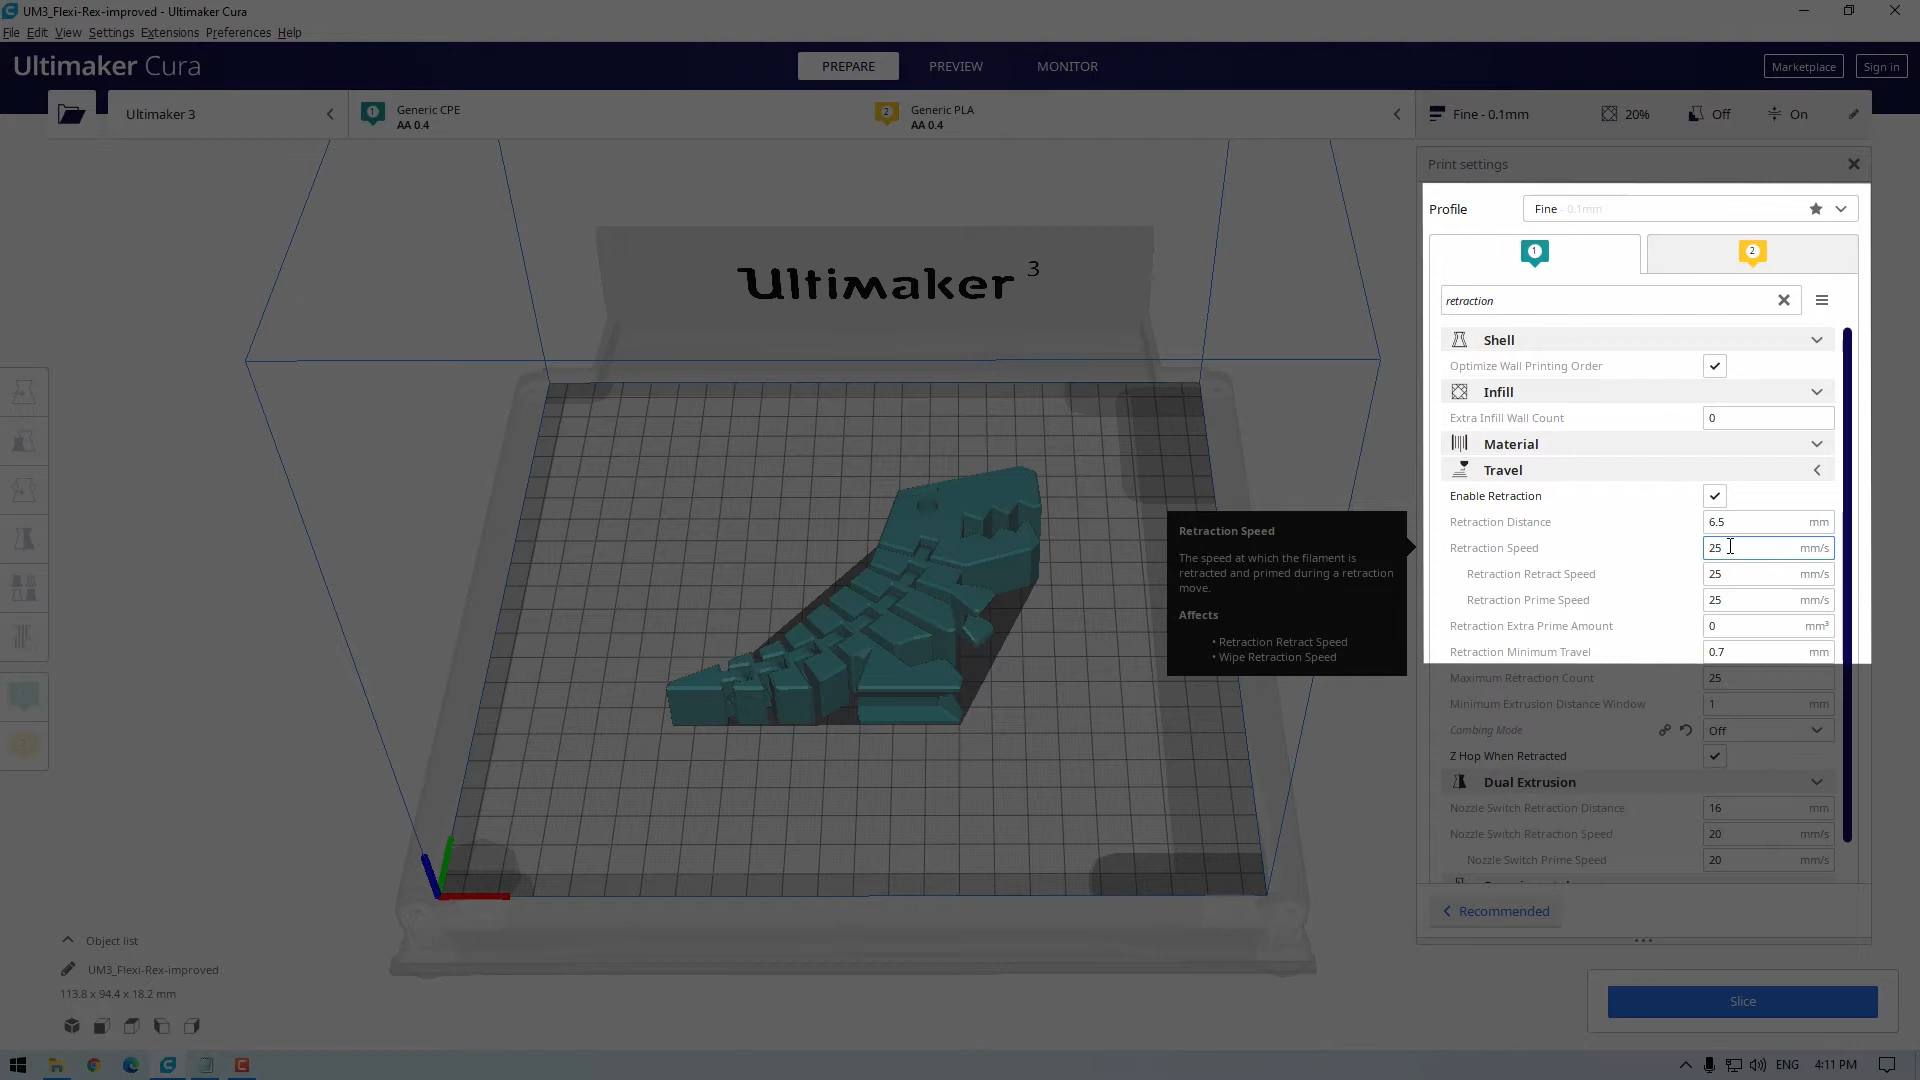 UM3_Flexi-Rex-improved - Ultimaker Cura
File Edit View Settings Extensions Preferences Help
Ultimaker Cura
PREPARE
PREVIEW
MONITOR
Marketplace
Sign in
Ultimaker 3
1
Generic CPE
AA 0.4
2
Generic PLA
AA 0.4
Fine - 0.1mm
20%
Off
On
Print settings
Profile
Fine - 0.1mm
1
2
retraction
Shell
Optimize Wall Printing Order
Infill
Extra Infill Wall Count 0
Material
Travel
Enable Retraction
Retraction Distance 6.5 mm
Retraction Speed 25 mm/s
Retraction Retract Speed 25 mm/s
Retraction Prime Speed 25 mm/s
Retraction Extra Prime Amount 0 mm³
Retraction Minimum Travel 0.7 mm
Maximum Retraction Count 25
Minimum Extrusion Distance Window 1 mm
Combing Mode Off
Z Hop When Retracted
Dual Extrusion
Nozzle Switch Retraction Distance 16 mm
Nozzle Switch Retraction Speed 20 mm/s
Nozzle Switch Prime Speed 20 mm/s
Recommended
Slice
Retraction Speed
The speed at which the filament is
retracted and primed during a retraction
move.
Affects
• Retraction Retract Speed
• Wipe Retraction Speed
Ultimaker 3
Object list
UM3_Flexi-Rex-improved
113.8 x 94.4 x 18.2 mm
ENG
4:11 PM